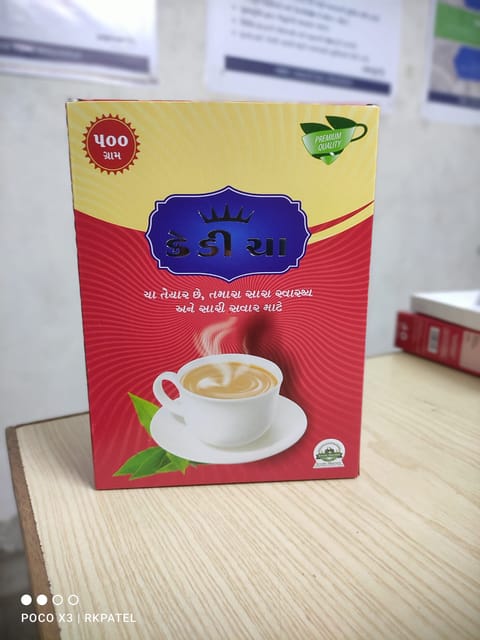 ૫૦૦
ગ્રામ
PREMIUM
QUALITY
કેડી ચા
ચા તૈયાર છે, તમારા સારા સ્વાસ્થ્ય
અને સારી સવાર માટે
POCO X3 | RKPATEL